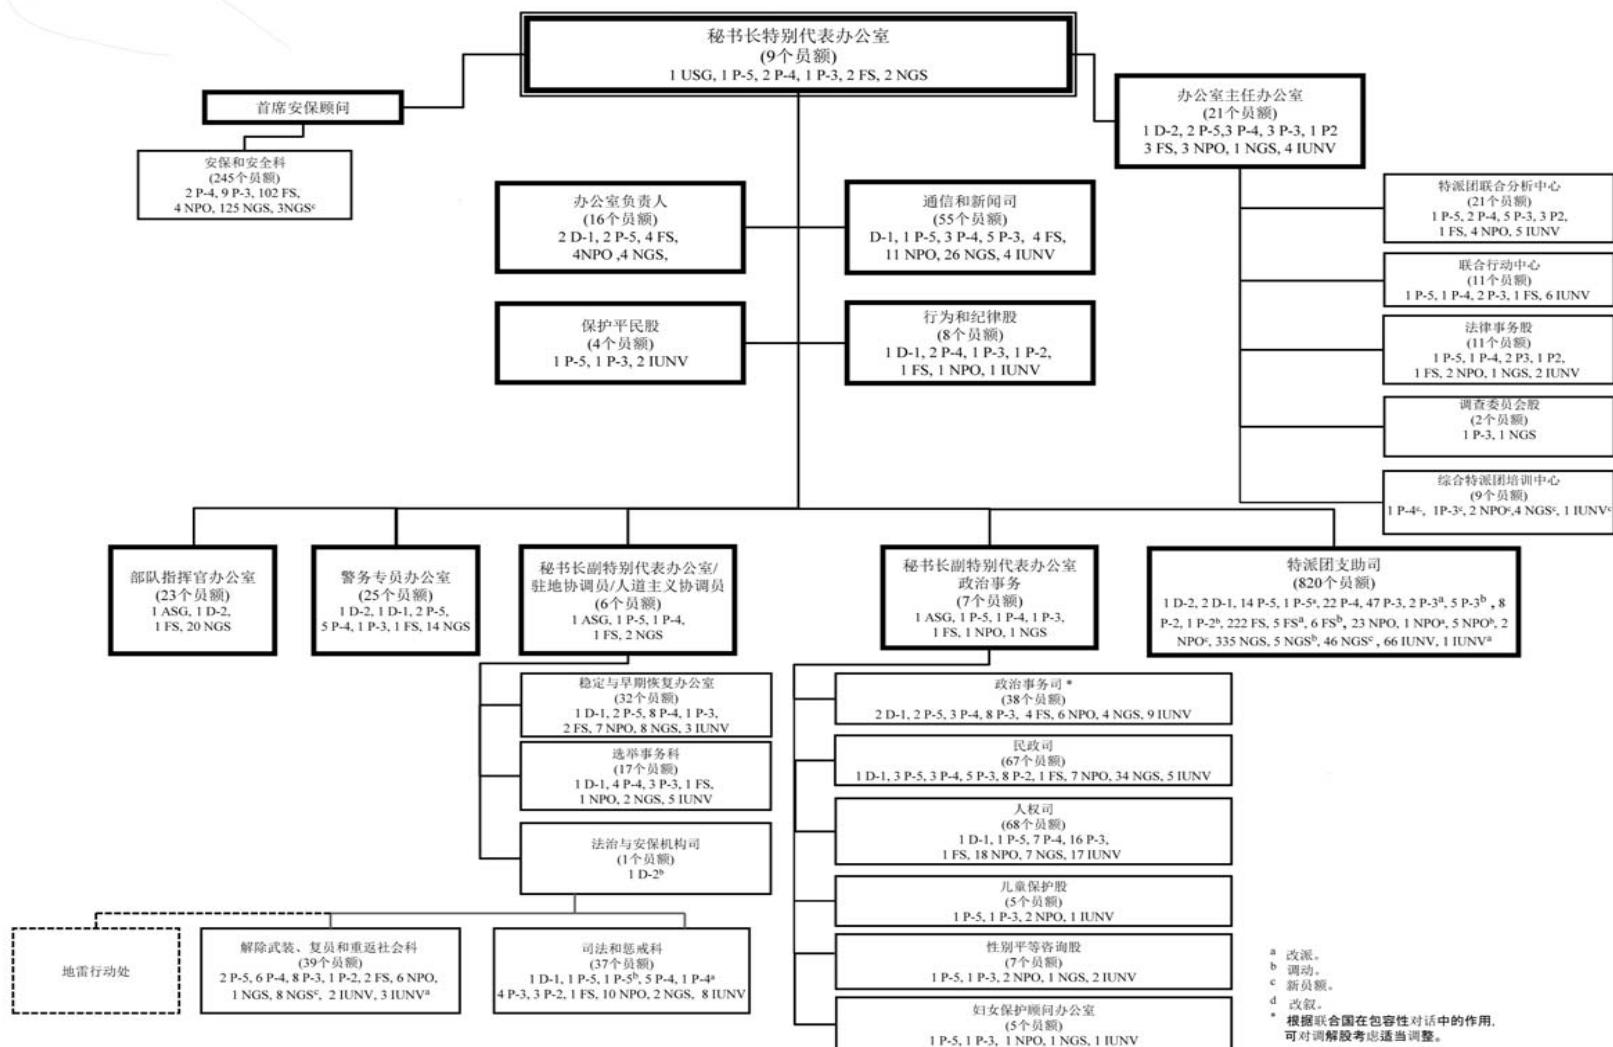 秘书长特别代表办公室
(9个员额)
1 USG, 1 P-5, 2 P-4, 1 P-3, 2 FS, 2 NGS
首席安保顾问
安保和安全科
(245个员额)
2 P-4, 9 P-3, 102 FS,
4 NPO, 125 NGS, 3NGSᶜ
办公室主任办公室
(21个员额)
1 D-2, 2 P-5,3 P-4, 3 P-3, 1 P2
3 FS, 3 NPO, 1 NGS, 4 IUNV
办公室负责人
(16个员额)
2 D-1, 2 P-5, 4 FS,
4NPO ,4 NGS,
通信和新闻司
(55个员额)
D-1, 1 P-5, 3 P-4, 5 P-3, 4 FS,
11 NPO, 26 NGS, 4 IUNV
保护平民股
(4个员额)
1 P-5, 1 P-3, 2 IUNV
行为和纪律股
(8个员额)
1 D-1, 2 P-4, 1 P-3, 1 P-2,
1 FS, 1 NPO, 1 IUNV
特派团联合分析中心
(21个员额)
1 P-5, 2 P-4, 5 P-3, 3 P2,
1 FS, 4 NPO, 5 IUNV
联合行动中心
(11个员额)
1 P-5, 1 P-4, 2 P-3, 1 FS, 6 IUNV
法律事务股
(11个员额)
1 P-5, 1 P-4, 2 P3, 1 P2,
1 FS, 2 NPO, 1 NGS, 2 IUNV
调查委员会股
(2个员额)
1 P-3, 1 NGS
综合特派团培训中心
(9个员额)
1 P-4ᶜ, 1P-3ᶜ, 2 NPOᶜ,4 NGSᶜ, 1 IUNVᶜ
部队指挥官办公室
(23个员额)
1 ASG, 1 D-2,
1 FS, 20 NGS
警务专员办公室
(25个员额)
1 D-2, 1 D-1, 2 P-5,
5 P-4, 1 P-3, 1 FS, 14 NGS
秘书长副特别代表办公室/
驻地协调员/人道主义协调员
(6个员额)
1 ASG, 1 P-5, 1 P-4,
1 FS, 2 NGS
秘书长副特别代表办公室
政治事务
(7个员额)
1 ASG, 1 P-5, 1 P-4, 1 P-3,
1 FS, 1 NPO, 1 NGS
特派团支助司
(820个员额)
1 D-2, 2 D-1, 14 P-5, 1 P-5ᵃ, 22 P-4, 47 P-3, 2 P-3ᵃ, 5 P-3ᵇ , 8
P-2, 1 P-2ᵇ, 222 FS, 5 FSᵃ, 6 FSᵇ, 23 NPO, 1 NPOᵃ, 5 NPOᵇ, 2
NPOᶜ, 335 NGS, 5 NGSᵇ, 46 NGSᶜ , 66 IUNV, 1 IUNVᵃ
稳定与早期恢复办公室
(32个员额)
1 D-1, 2 P-5, 8 P-4, 1 P-3,
2 FS, 7 NPO, 8 NGS, 3 IUNV
选举事务科
(17个员额)
1 D-1, 4 P-4, 3 P-3, 1 FS,
1 NPO, 2 NGS, 5 IUNV
法治与安保机构司
(1个员额)
1 D-2ᵇ
地雷行动处
解除武装、复员和重返社会科
(39个员额)
2 P-5, 6 P-4, 8 P-3, 1 P-2, 2 FS, 6 NPO,
1 NGS, 8 NGSᶜ, 2 IUNV, 3 IUNVᵃ
司法和惩戒科
(37个员额)
1 D-1, 1 P-5, 1 P-5ᵇ, 5 P-4, 1 P-4ᵃ
4 P-3, 3 P-2, 1 FS, 10 NPO, 2 NGS, 8 IUNV
政治事务司 *
(38个员额)
2 D-1, 2 P-5, 3 P-4, 8 P-3, 4 FS, 6 NPO, 4 NGS, 9 IUNV
民政司
(67个员额)
1 D-1, 3 P-5, 3 P-4, 5 P-3, 8 P-2, 1 FS, 7 NPO, 34 NGS, 5 IUNV
人权司
(68个员额)
1 D-1, 1 P-5, 7 P-4, 16 P-3,
1 FS, 18 NPO, 7 NGS, 17 IUNV
儿童保护股
(5个员额)
1 P-5, 1 P-3, 2 NPO, 1 IUNV
性别平等咨询股
(7个员额)
1 P-5, 1 P-3, 2 NPO, 1 NGS, 2 IUNV
妇女保护顾问办公室
(5个员额)
1 P-5, 1 P-3, 1 NPO, 1 NGS, 1 IUNV
ᵃ 改派。
ᵇ 调动。
ᶜ 新员额。
ᵈ 改叙。
* 根据联合国在包容性对话中的作用,
可对调解股考虑适当调整。